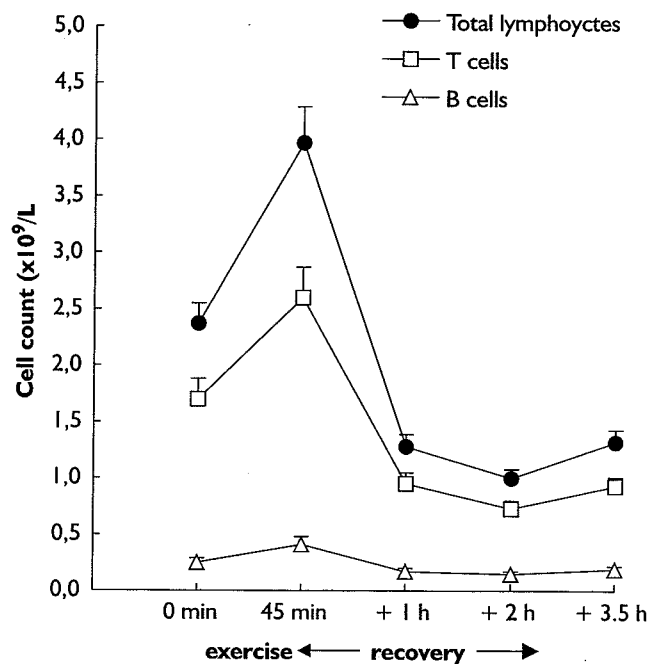 Total lymphoyctes
T cells
B cells
Cell count (x10⁹/L
5,0
4,5
4,0
3,5
3,0
2,5
2,0
1,5
1,0
0,5
0,0
0 min 45 min + 1 h + 2 h + 3.5 h
exercise recovery